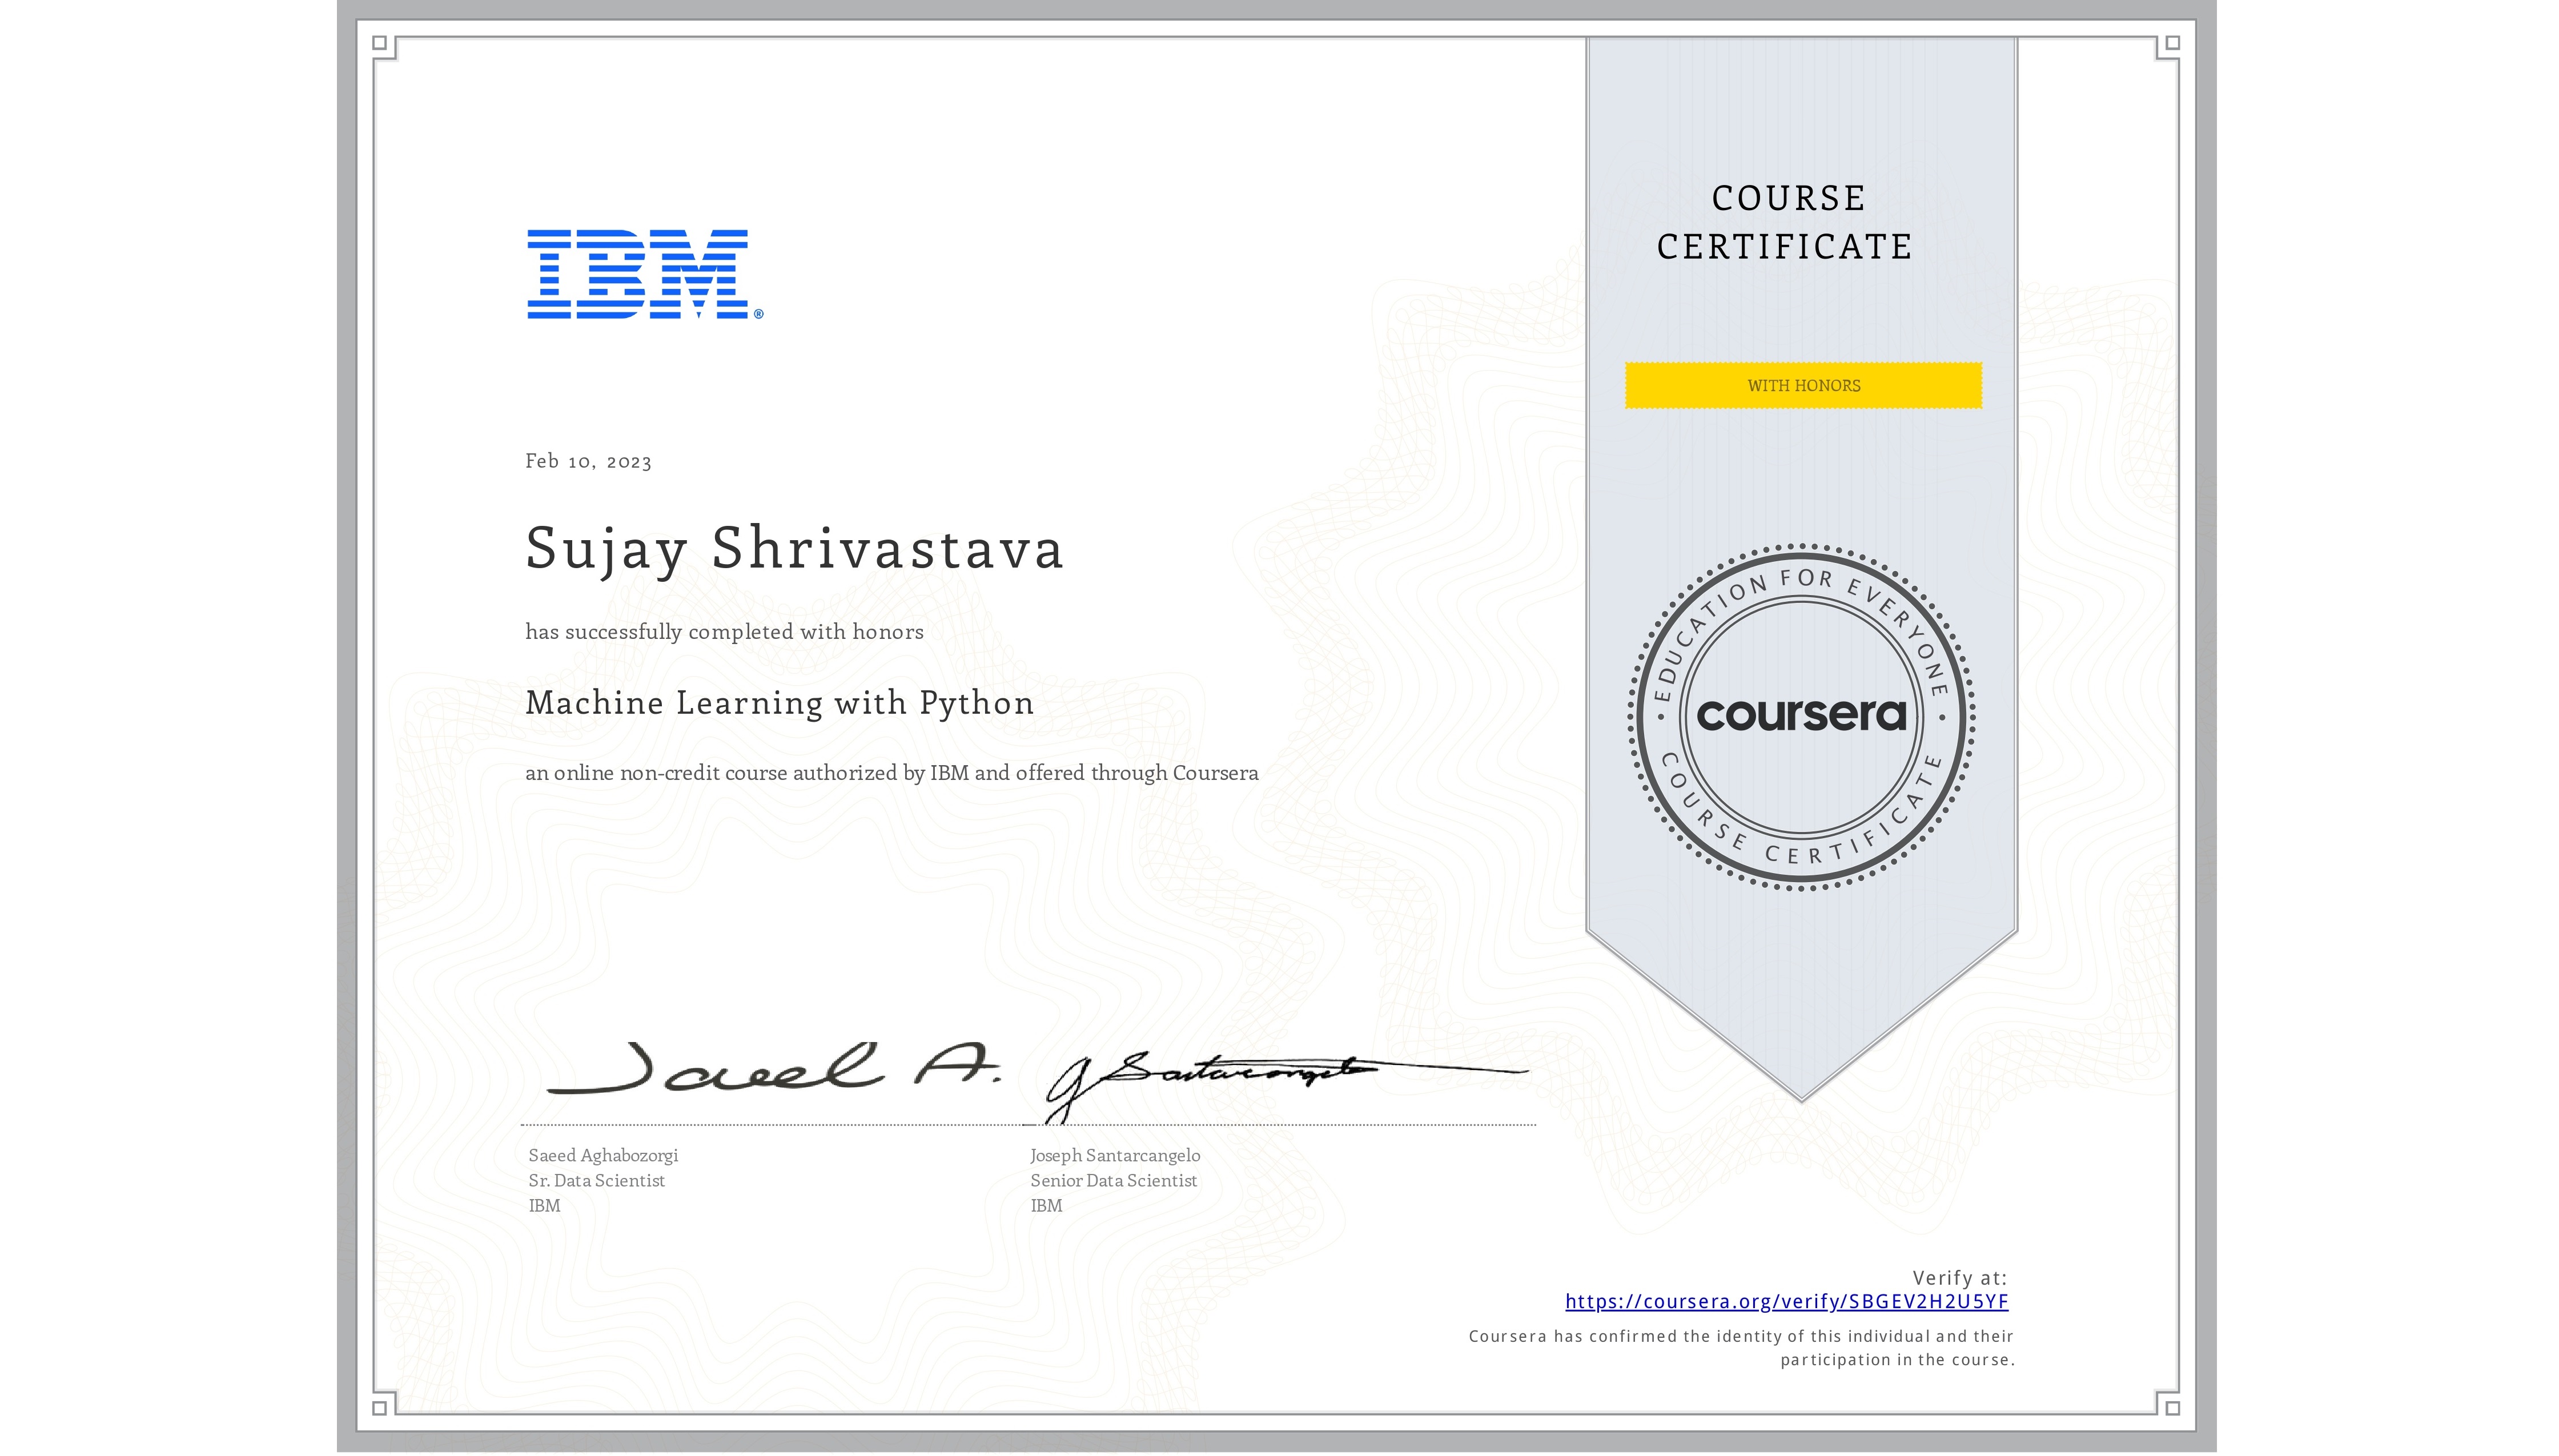 IBM®
Feb 10, 2023
Sujay Shrivastava
has successfully completed with honors
Machine Learning with Python
an online non-credit course authorized by IBM and offered through Coursera
COURSE
CERTIFICATE
WITH HONORS
EDUCATION FOR EVERYONE
coursera
COURSE CERTIFICATE
Saeed Aghabozorgi
Sr. Data Scientist
IBM
Joseph Santarcangelo
Senior Data Scientist
IBM
Verify at:
https://coursera.org/verify/SBGEV2H2U5YF
Coursera has confirmed the identity of this individual and their
participation in the course.